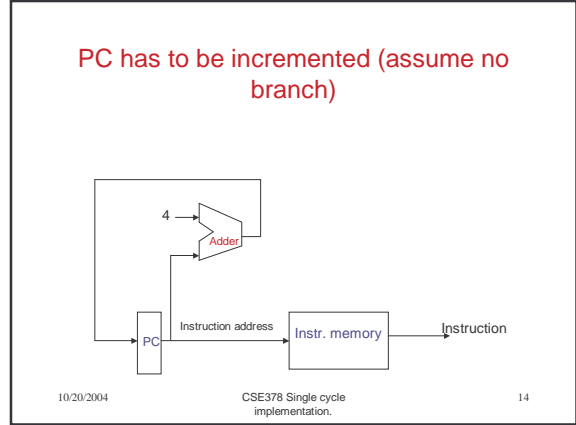 PC has to be incremented (assume no
branch)
4
Adder
PC
Instruction address
Instr. memory
Instruction
10/20/2004
CSE378 Single cycle
implementation.
14